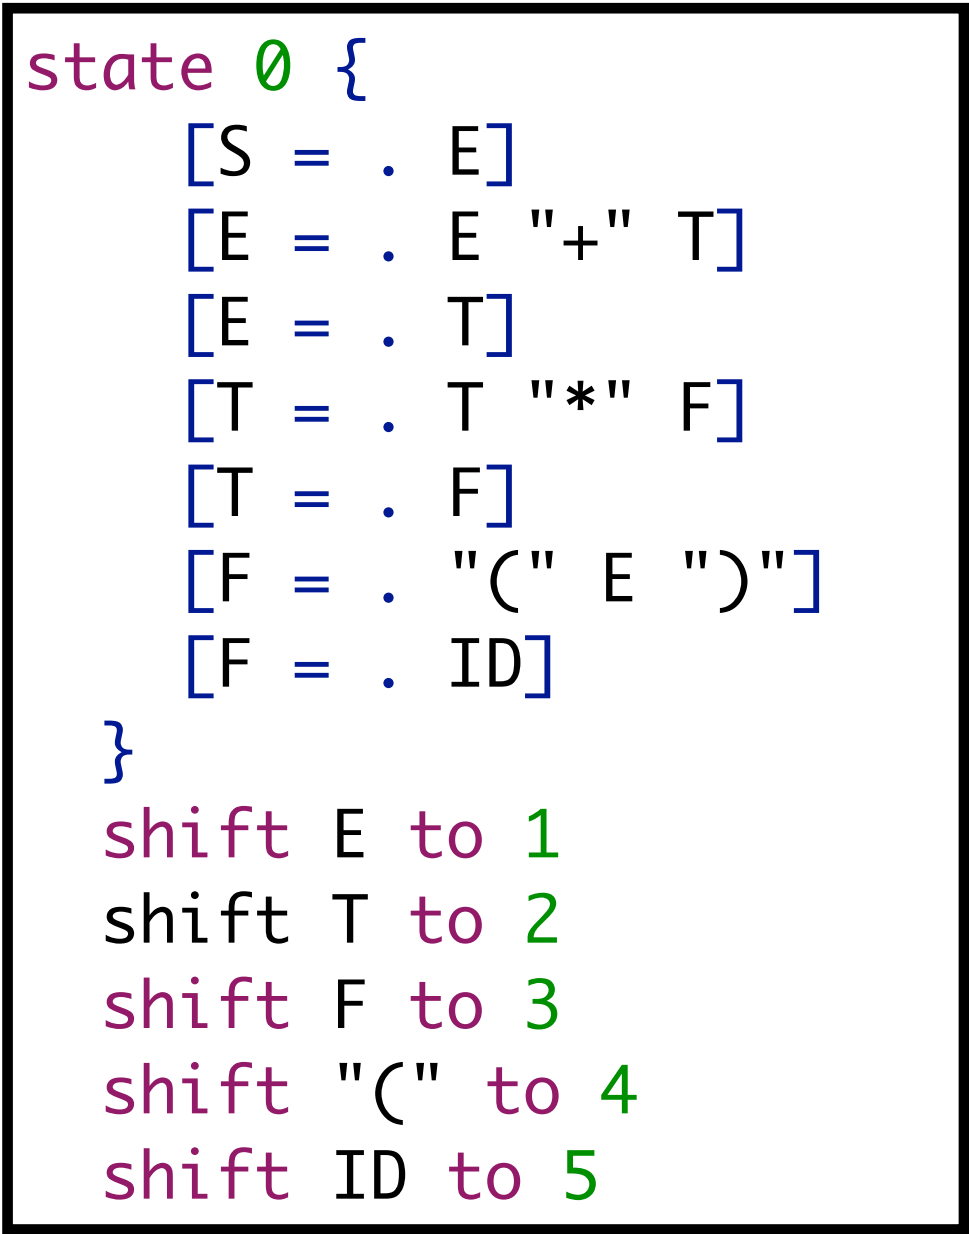 state 0 {
[S = . E]
[E = . E "+" T]
[E = . T]
[T = . T "*" F]
[T = . F]
[F = . "(" E ")"]
[F = . ID]
}
shift E to 1
shift T to 2
shift F to 3
shift "(" to 4
shift ID to 5